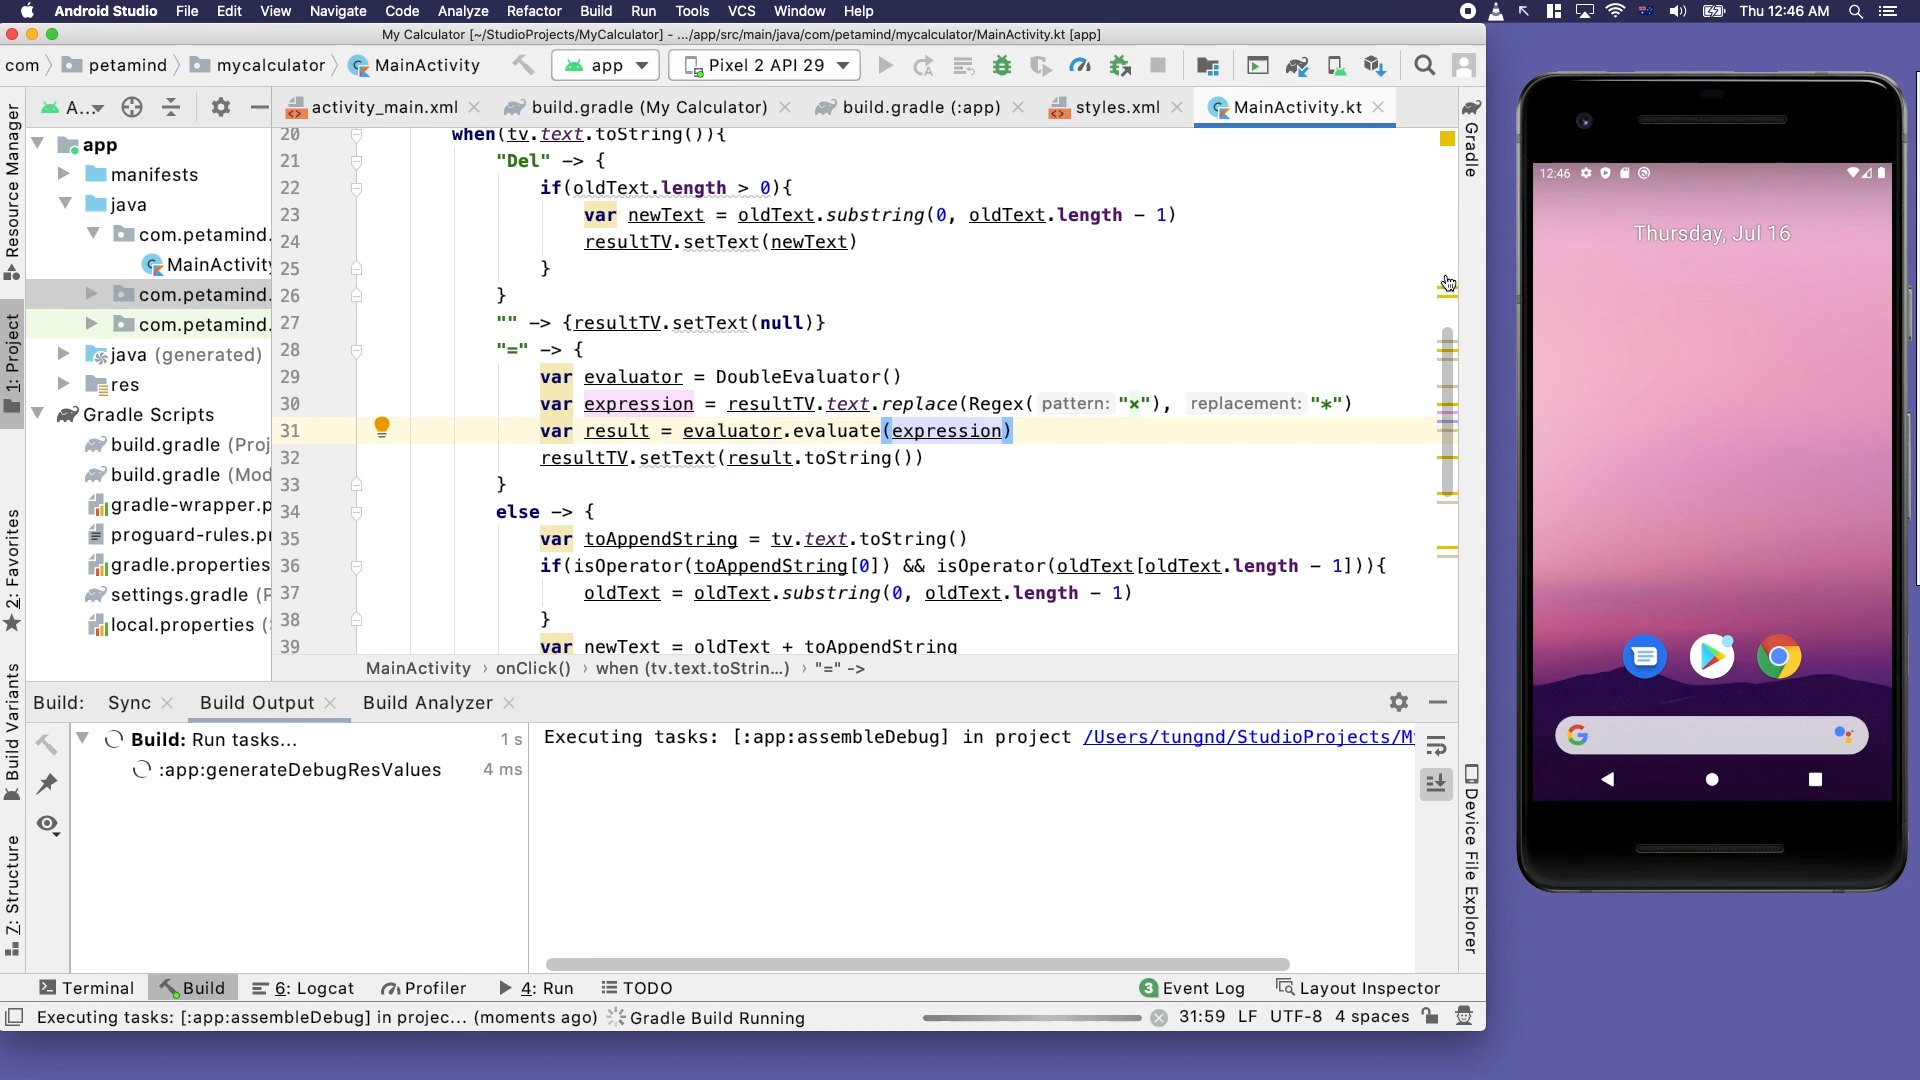 Android Studio File Edit View Navigate Code Analyze Refactor Build Run Tools VCS Window Help Thu 12:46 AM
My Calculator [~/StudioProjects/MyCalculator] - .../app/src/main/java/com/petamind/mycalculator/MainActivity.kt [app]
com petamind mycalculator MainActivity app Pixel 2 API 29
A... activity_main.xml build.gradle (My Calculator) build.gradle (:app) styles.xml MainActivity.kt
Resource Manager
1: Project
2: Favorites
Build Variants
7: Structure
app
manifests
java
com.petamind.
MainActivity
com.petamind.
com.petamind.
java (generated)
res
Gradle Scripts
build.gradle (Proj
build.gradle (Mod
gradle-wrapper.p
proguard-rules.pr
gradle.properties
settings.gradle (P
local.properties (
20 when(tv.text.toString()){
21 "Del" -> {
22 if(oldText.length > 0){
23 var newText = oldText.substring(0, oldText.length - 1)
24 resultTV.setText(newText)
25 }
26 }
27 "" -> {resultTV.setText(null)}
28 "=" -> {
29 var evaluator = DoubleEvaluator()
30 var expression = resultTV.text.replace(Regex( pattern: "×"), replacement: "*")
31 var result = evaluator.evaluate(expression)
32 resultTV.setText(result.toString())
33 }
34 else -> {
35 var toAppendString = tv.text.toString()
36 if(isOperator(toAppendString[0]) && isOperator(oldText[oldText.length - 1])){
37 oldText = oldText.substring(0, oldText.length - 1)
38 }
39 var newText = oldText + toAppendString
MainActivity › onClick() › when (tv.text.toStrin...) › "=" ->
Gradle
Device File Explorer
Build: Sync Build Output Build Analyzer
Build: Run tasks... 1 s
:app:generateDebugResValues 4 ms
Executing tasks: [:app:assembleDebug] in project /Users/tungnd/StudioProjects/M
Terminal Build 6: Logcat Profiler 4: Run TODO 3 Event Log Layout Inspector
Executing tasks: [:app:assembleDebug] in projec... (moments ago) Gradle Build Running 31:59 LF UTF-8 4 spaces
12:46
Thursday, Jul 16